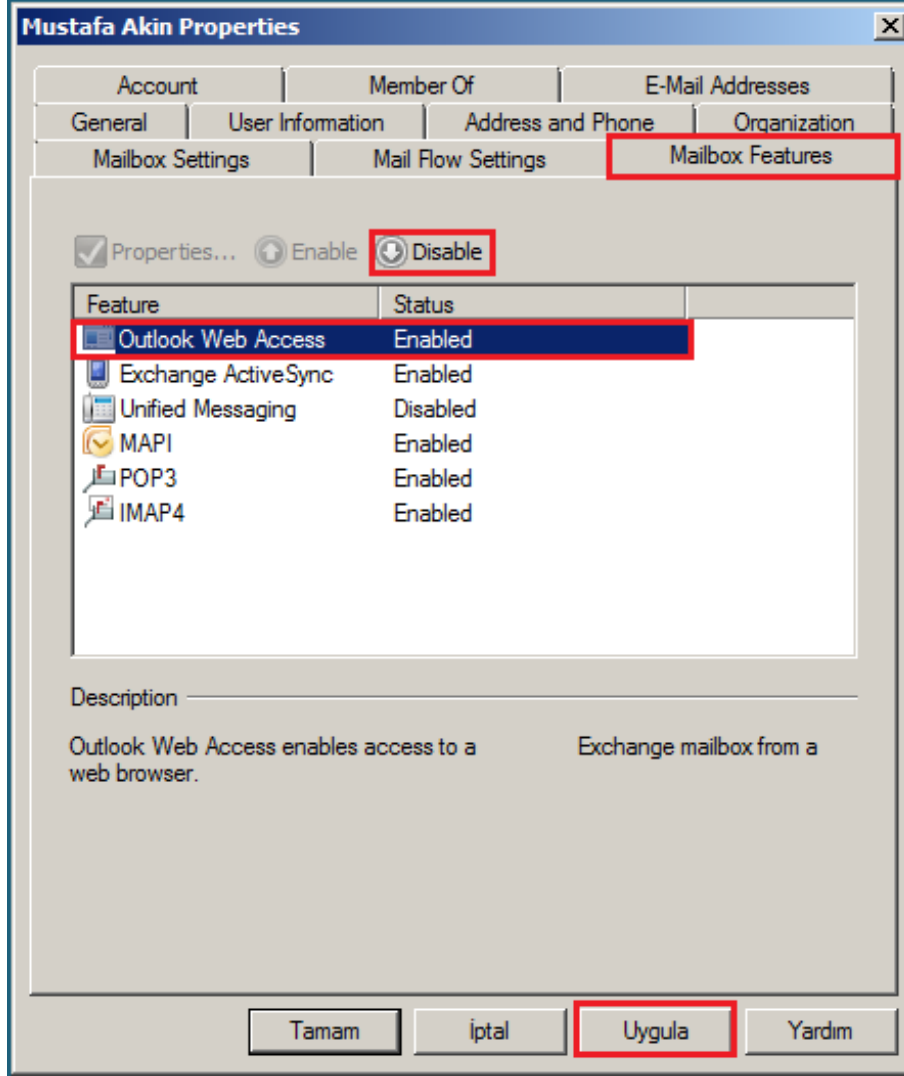 Mustafa Akin Properties
Account Member Of E-Mail Addresses
General User Information Address and Phone Organization
Mailbox Settings Mail Flow Settings Mailbox Features
Properties... Enable Disable
Feature Status
Outlook Web Access Enabled
Exchange ActiveSync Enabled
Unified Messaging Disabled
MAPI Enabled
POP3 Enabled
IMAP4 Enabled
Description
Outlook Web Access enables access to a Exchange mailbox from a
web browser.
Tamam İptal Uygula Yardım